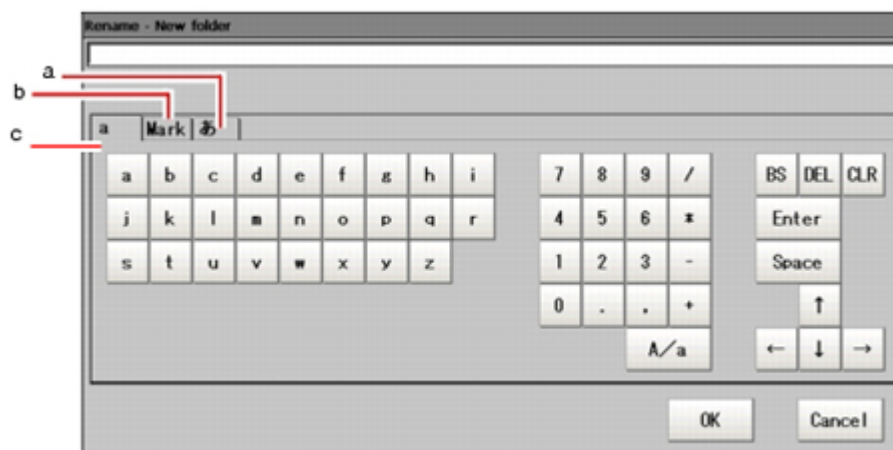 Rename - New folder
a
b
c
a Mark あ
a b c d e f g h i 7 8 9 / BS DEL CLR
j k l m n o p q r 4 5 6 * Enter
s t u v w x y z 1 2 3 - Space
0 . , + ↑
A/a ← ↓ →
OK Cancel